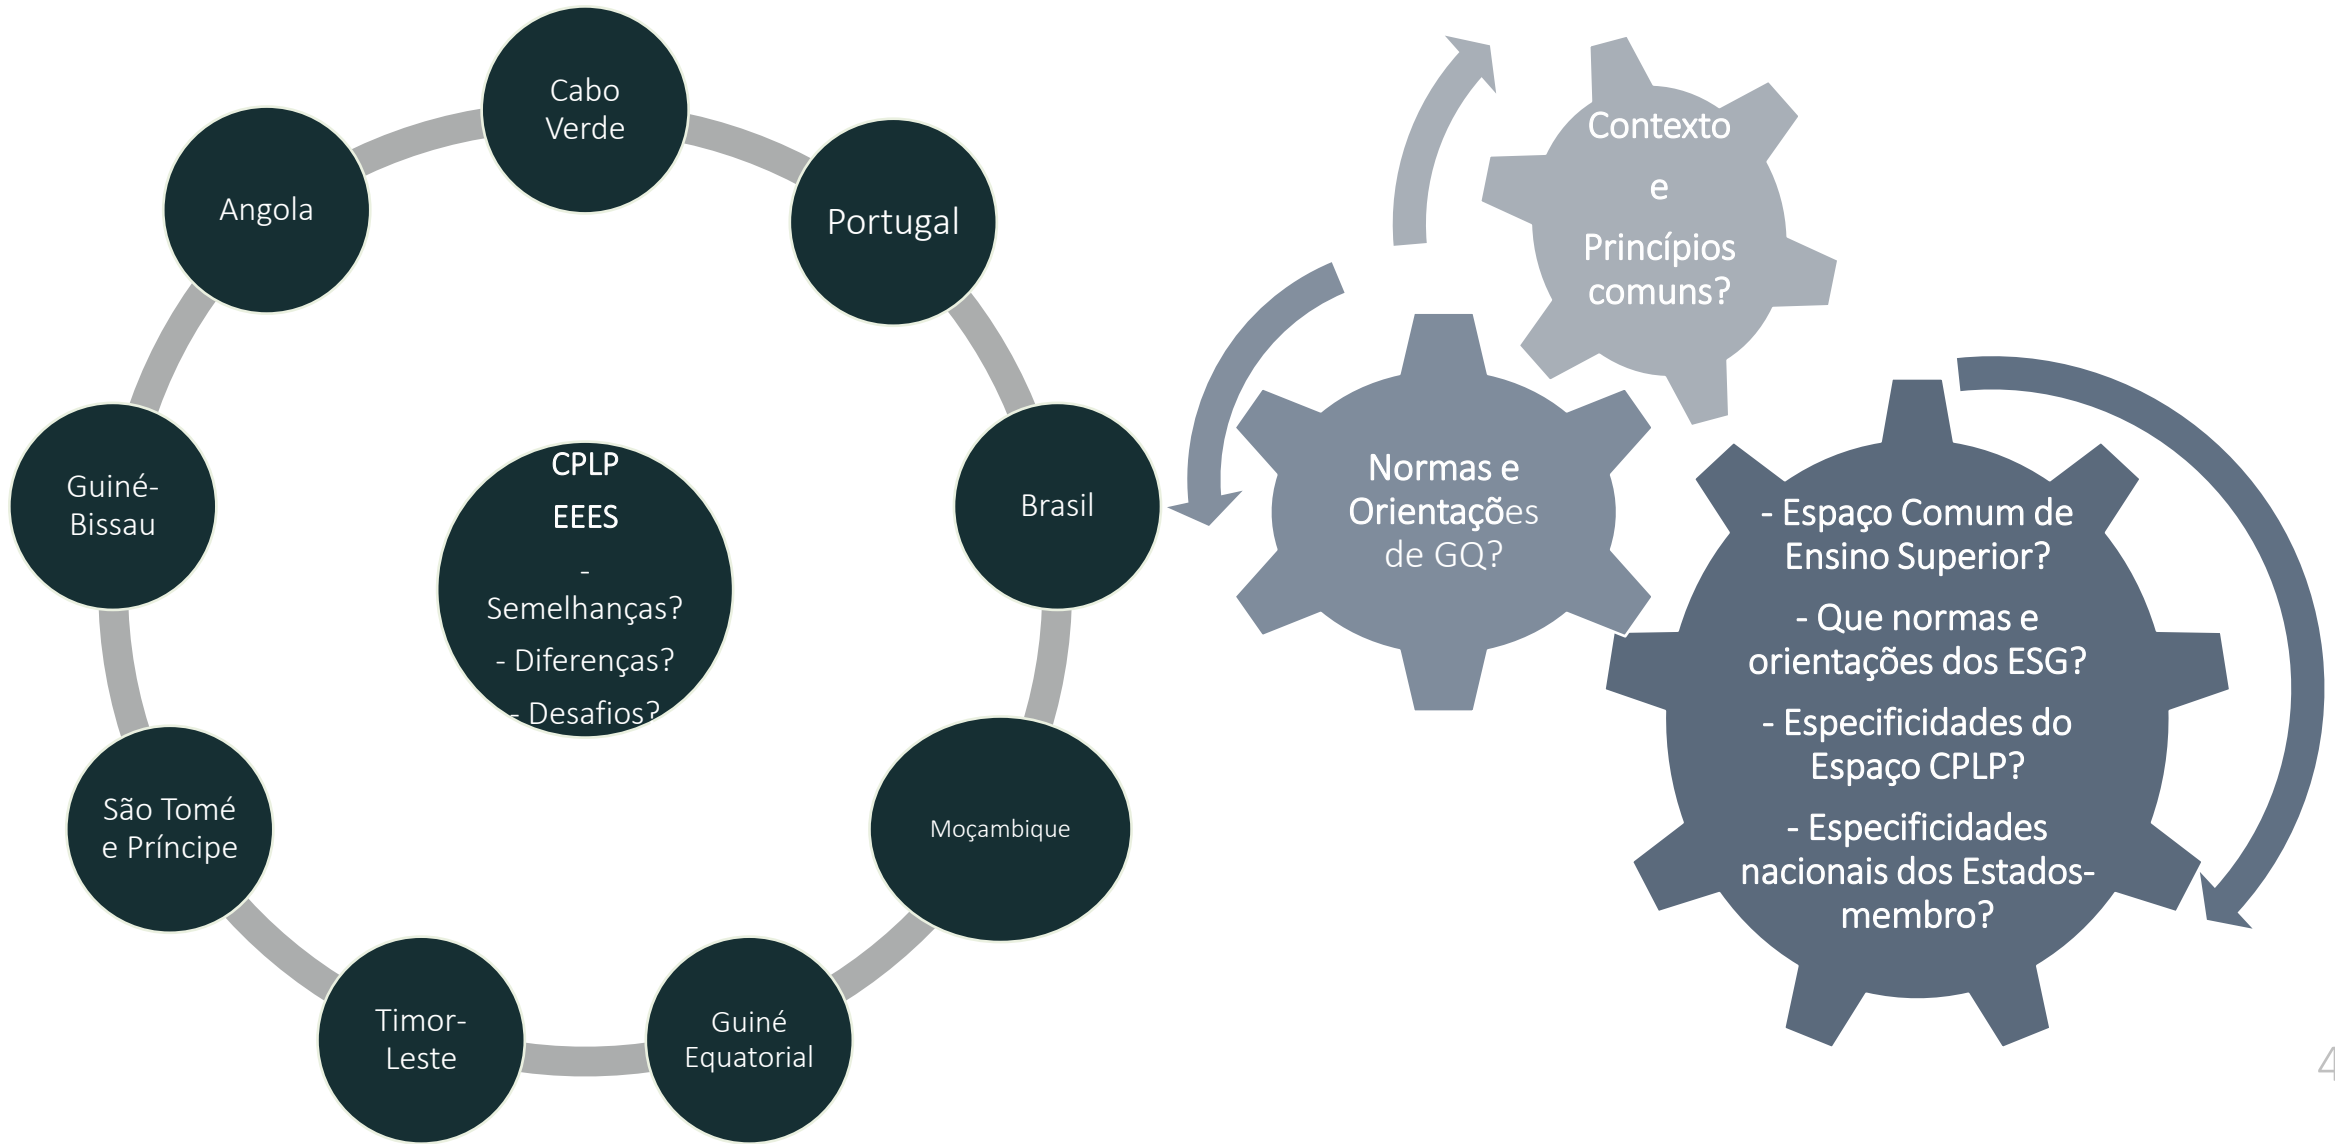 Cabo
Verde
Portugal
Brasil
Moçambique
Guiné
Equatorial
Timor-
Leste
São Tomé
e Príncipe
Guiné-
Bissau
Angola
CPLP
EEES
-
Semelhanças?
- Diferenças?
- Desafios?
Contexto
e
Princípios
comuns?
Normas e
Orientações
de GQ?
- Espaço Comum de
Ensino Superior?
- Que normas e
orientações dos ESG?
- Especificidades do
Espaço CPLP?
- Especificidades
nacionais dos Estados-
membro?
4